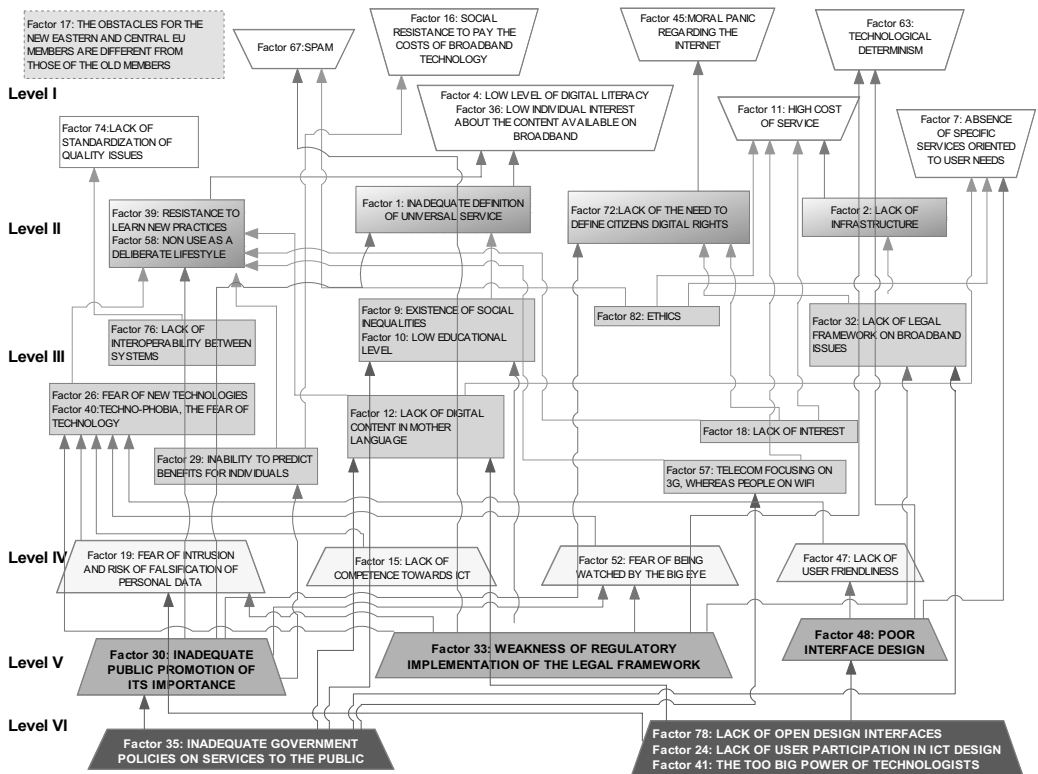 Factor 17: THE OBSTACLES FOR THE
NEW EASTERN AND CENTRAL EU
MEMBERS ARE DIFFERENT FROM
THOSE OF THE OLD MEMBERS
Factor 67:SPAM
Factor 16: SOCIAL
RESISTANCE TO PAY THE
COSTS OF BROADBAND
TECHNOLOGY
Factor 45:MORAL PANIC
REGARDING THE
INTERNET
Factor 63:
TECHNOLOGICAL
DETERMINISM
Level I
Factor 4: LOW LEVEL OF DIGITAL LITERACY
Factor 36: LOW INDIVIDUAL INTEREST
ABOUT THE CONTENT AVAILABLE ON
BROADBAND
Factor 11: HIGH COST
OF SERVICE
Factor 7: ABSENCE
OF SPECIFIC
SERVICES ORIENTED
TO USER NEEDS
Factor 74:LACK OF
STANDARDIZATION OF
QUALITY ISSUES
Level II
Factor 39: RESISTANCE TO
LEARN NEW PRACTICES
Factor 58: NON USE AS A
DELIBERATE LIFESTYLE
Factor 1: INADEQUATE DEFINITION
OF UNIVERSAL SERVICE
Factor 72:LACK OF THE NEED TO
DEFINE CITIZENS DIGITAL RIGHTS
Factor 2: LACK OF
INFRASTRUCTURE
Level III
Factor 76: LACK OF
INTEROPERABILITY BETWEEN
SYSTEMS
Factor 9: EXISTENCE OF SOCIAL
INEQUALITIES
Factor 10: LOW EDUCATIONAL
LEVEL
Factor 82: ETHICS
Factor 32: LACK OF LEGAL
FRAMEWORK ON BROADBAND
ISSUES
Factor 26: FEAR OF NEW TECHNOLOGIES
Factor 40:TECHNO-PHOBIA, THE FEAR OF
TECHNOLOGY
Factor 12: LACK OF DIGITAL
CONTENT IN MOTHER
LANGUAGE
Factor 18: LACK OF INTEREST
Factor 29: INABILITY TO PREDICT
BENEFITS FOR INDIVIDUALS
Factor 57: TELECOM FOCUSING ON
3G, WHEREAS PEOPLE ON WIFI
Level IV
Factor 19: FEAR OF INTRUSION
AND RISK OF FALSIFICATION OF
PERSONAL DATA
Factor 15: LACK OF
COMPETENCE TOWARDS ICT
Factor 52: FEAR OF BEING
WATCHED BY THE BIG EYE
Factor 47: LACK OF
USER FRIENDLINESS
Level V
Factor 30: INADEQUATE
PUBLIC PROMOTION OF
ITS IMPORTANCE
Factor 33: WEAKNESS OF REGULATORY
IMPLEMENTATION OF THE LEGAL FRAMEWORK
Factor 48: POOR
INTERFACE DESIGN
Level VI
Factor 35: INADEQUATE GOVERNMENT
POLICIES ON SERVICES TO THE PUBLIC
Factor 78: LACK OF OPEN DESIGN INTERFACES
Factor 24: LACK OF USER PARTICIPATION IN ICT DESIGN
Factor 41: THE TOO BIG POWER OF TECHNOLOGISTS